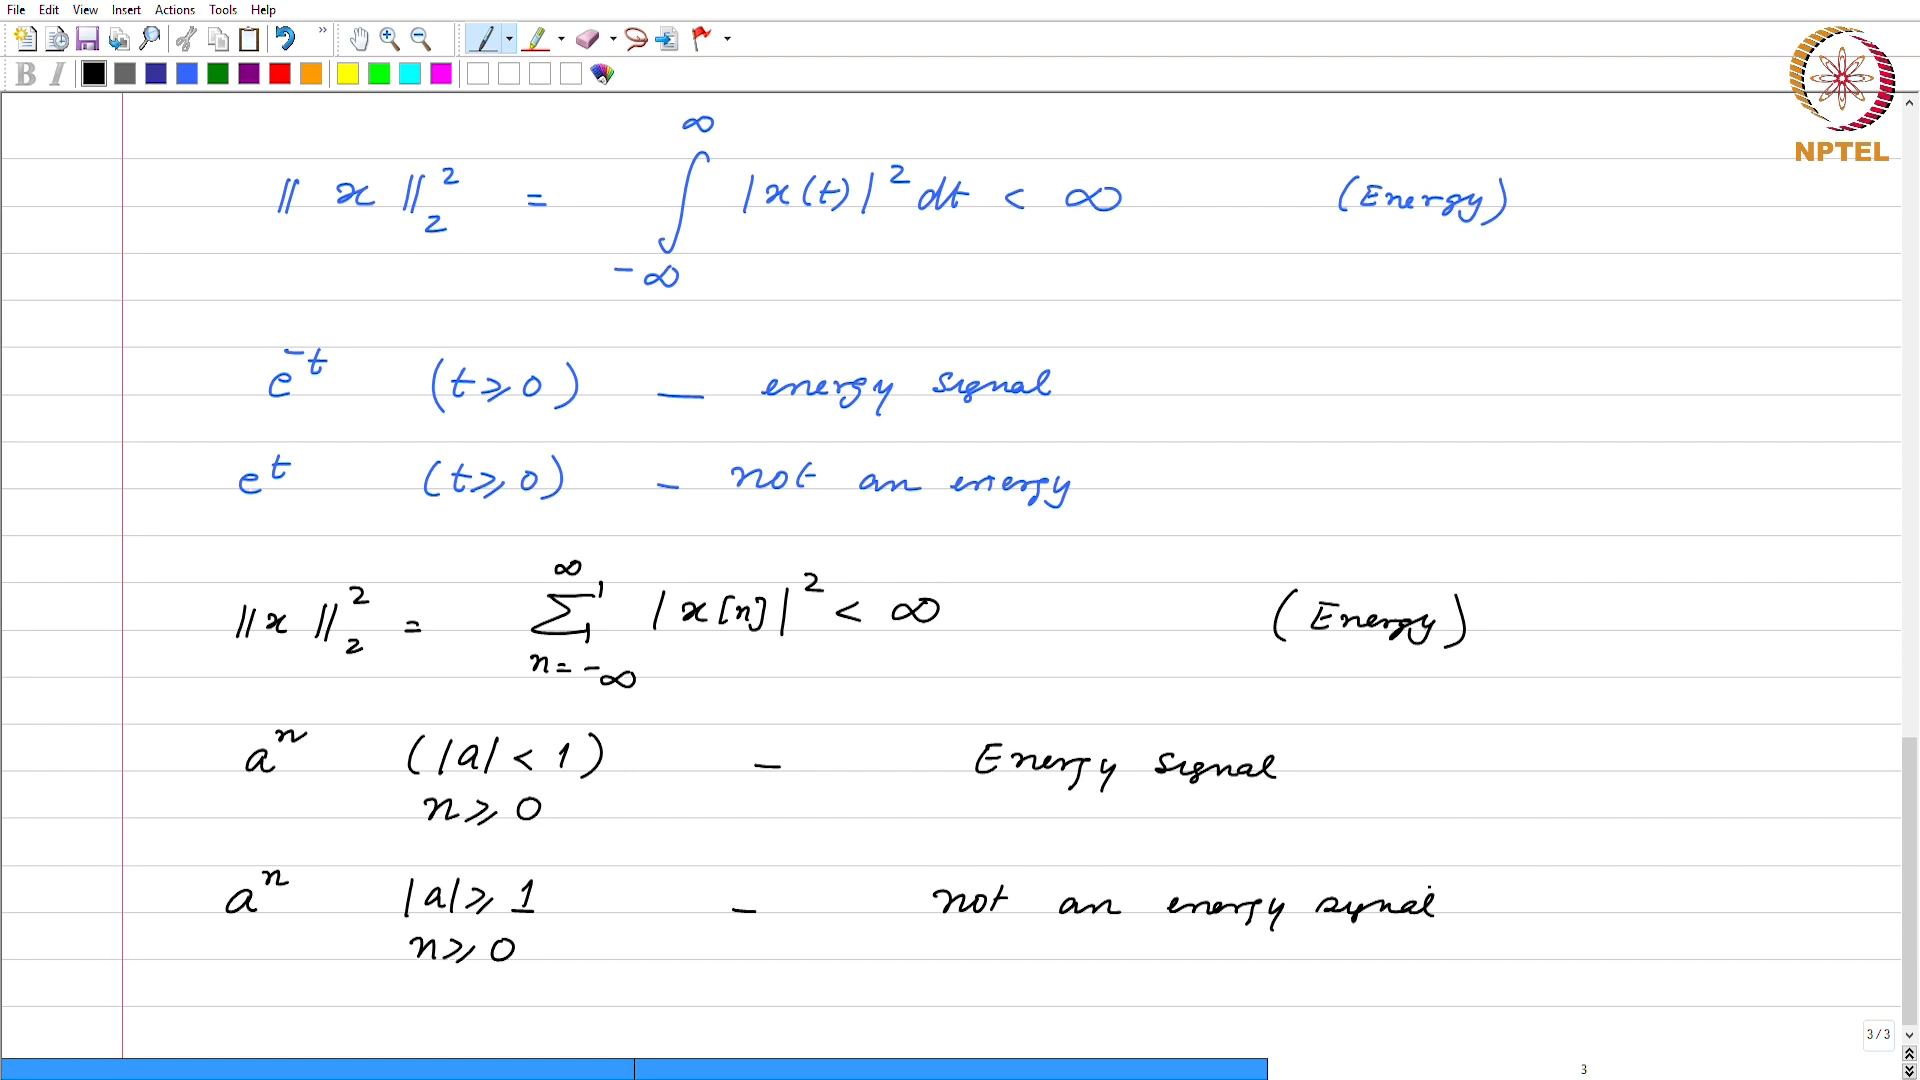 File Edit View Insert Actions Tools Help
B I
NPTEL
∞
‖ x ‖₂² = ∫ |x(t)|² dt < ∞ (Energy)
-∞
e^-t (t ≥ 0) — energy signal
e^t (t ≥ 0) - not an energy
∞
‖x‖₂² = ∑ |x[n]|² < ∞ (Energy)
n = -∞
a^n (|a| < 1) - Energy signal
n ≥ 0
a^n |a| ≥ 1 - not an energy signal
n ≥ 0
3 / 3
3